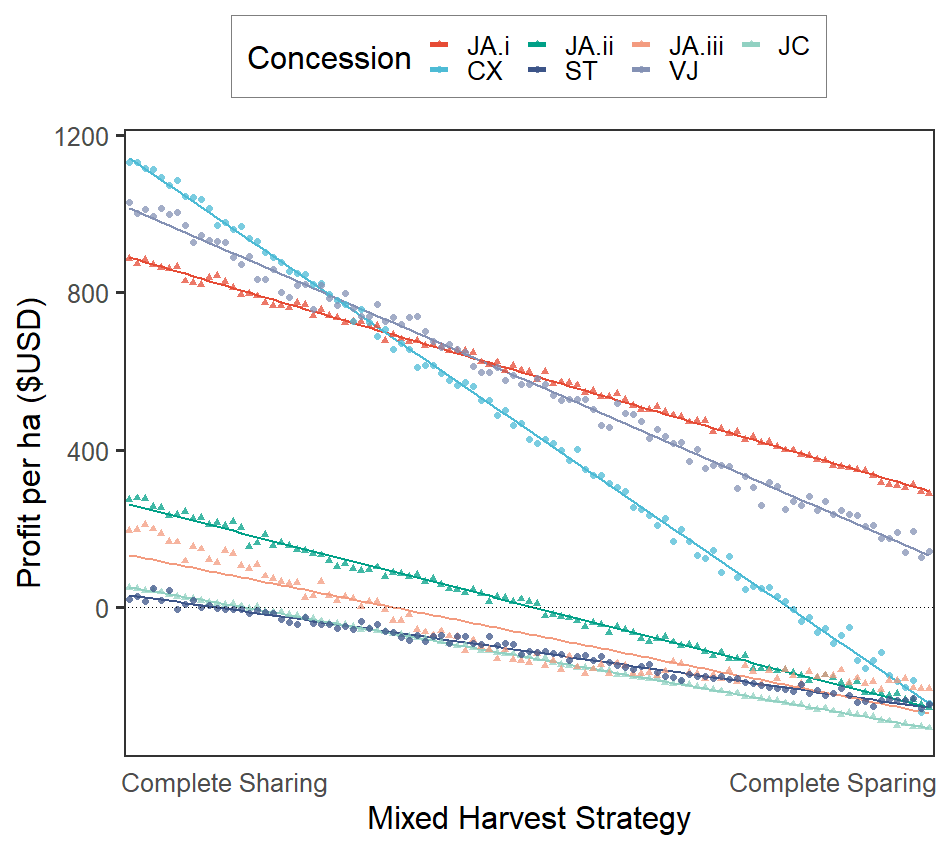 Concession
JA.i JA.ii JA.iii JC
CX ST VJ
1200
800
400
0
Profit per ha ($USD)
Complete Sharing Complete Sparing
Mixed Harvest Strategy